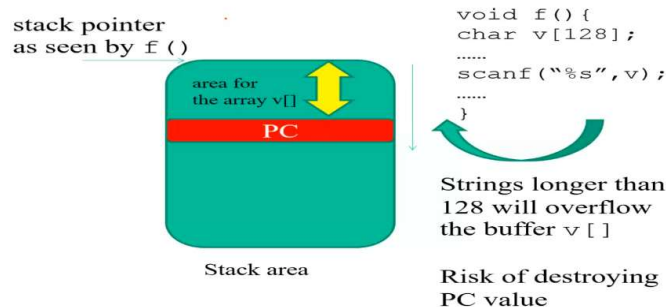 stack pointer
as seen by f()
area for
the array v[]
PC
Stack area
void f(){
char v[128];
......
scanf(“%s”,v);
......
}
Strings longer than
128 will overflow
the buffer v[]
Risk of destroying
PC value